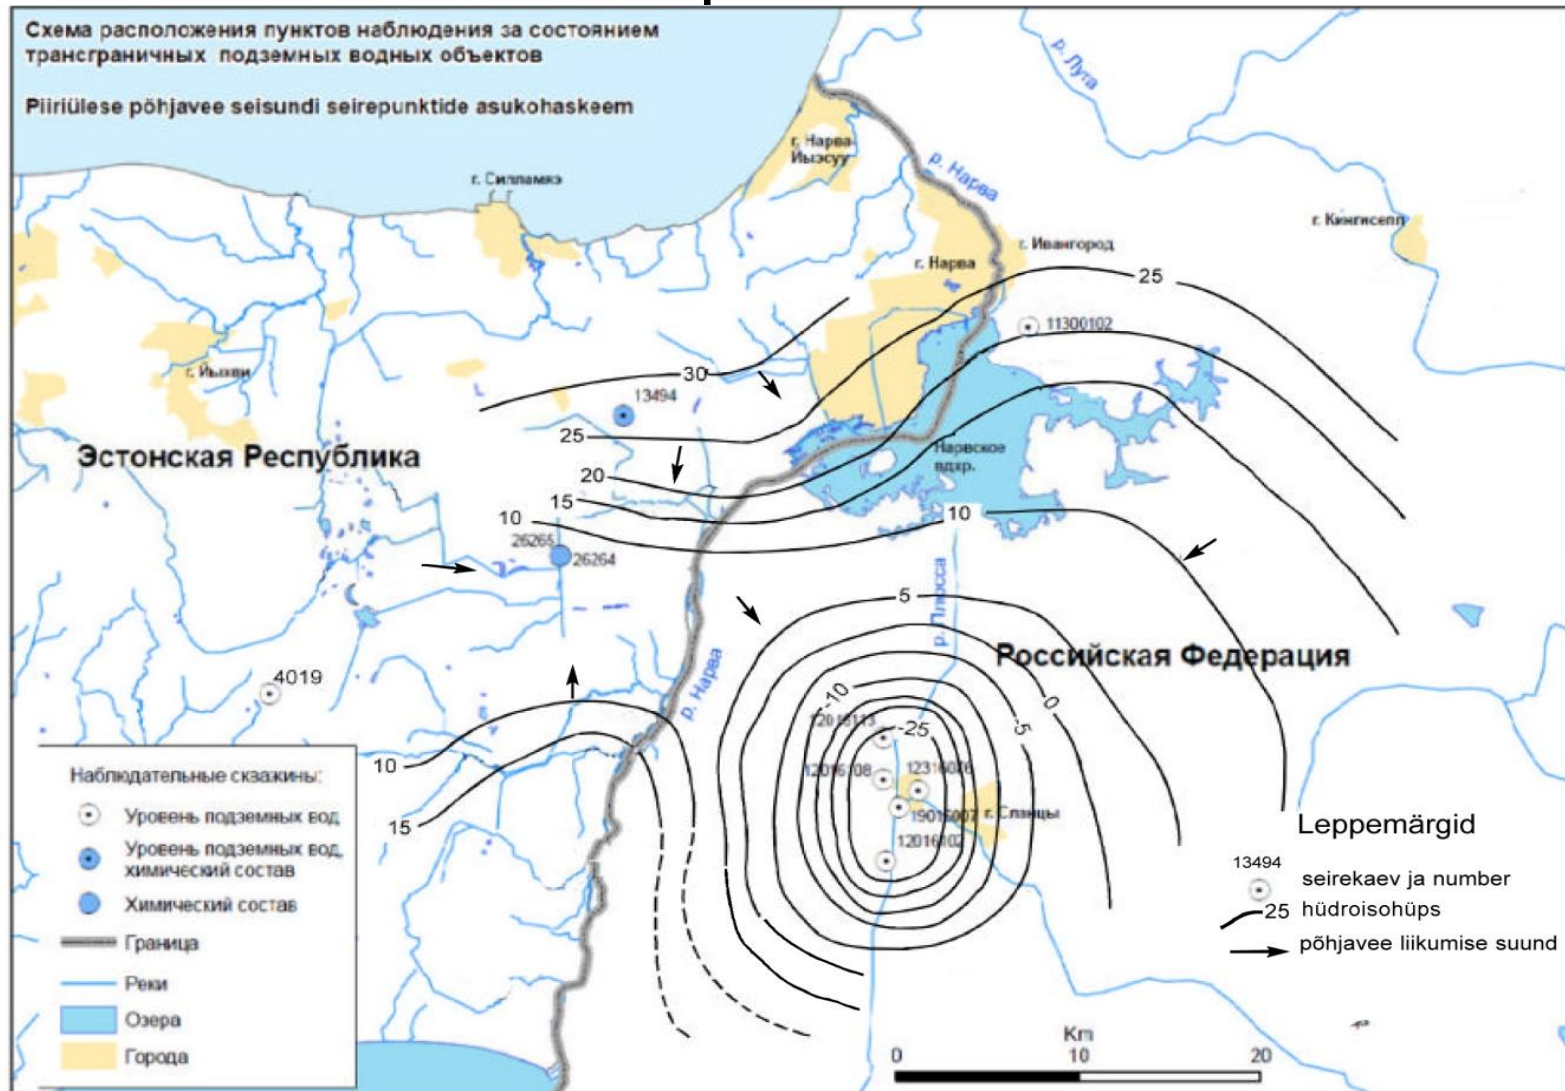 Схема расположения пунктов наблюдения за состоянием
трансграничных подземных водных объектов
Piiriülese põhjavee seisundi seirepunktide asukohaskeem
р. Луга
г. Нарва-
Йыэсуу
р. Нарва
г. Силламяэ
г. Кингисепп
г. Ивангород
г. Нарва
25
11300102
г. Йыхви
30
13494
25
Эстонская Республика
Нарвское
вдхр.
20
15
10
10
26265
26264
5
р. Плюсса
Российская Федерация
4019
р. Нарва
-10
0
-5
-25
12016108
10
19016007
г. Сланцы
12016102
15
Наблюдательные скважины:
Уровень подземных вод
Уровень подземных вод,
химический состав
Химический состав
Граница
Реки
Озера
Города
Leppemärgid
13494
seirekaev ja number
25 hüdroisohüps
põhjavee liikumise suund
Km
0 10 20